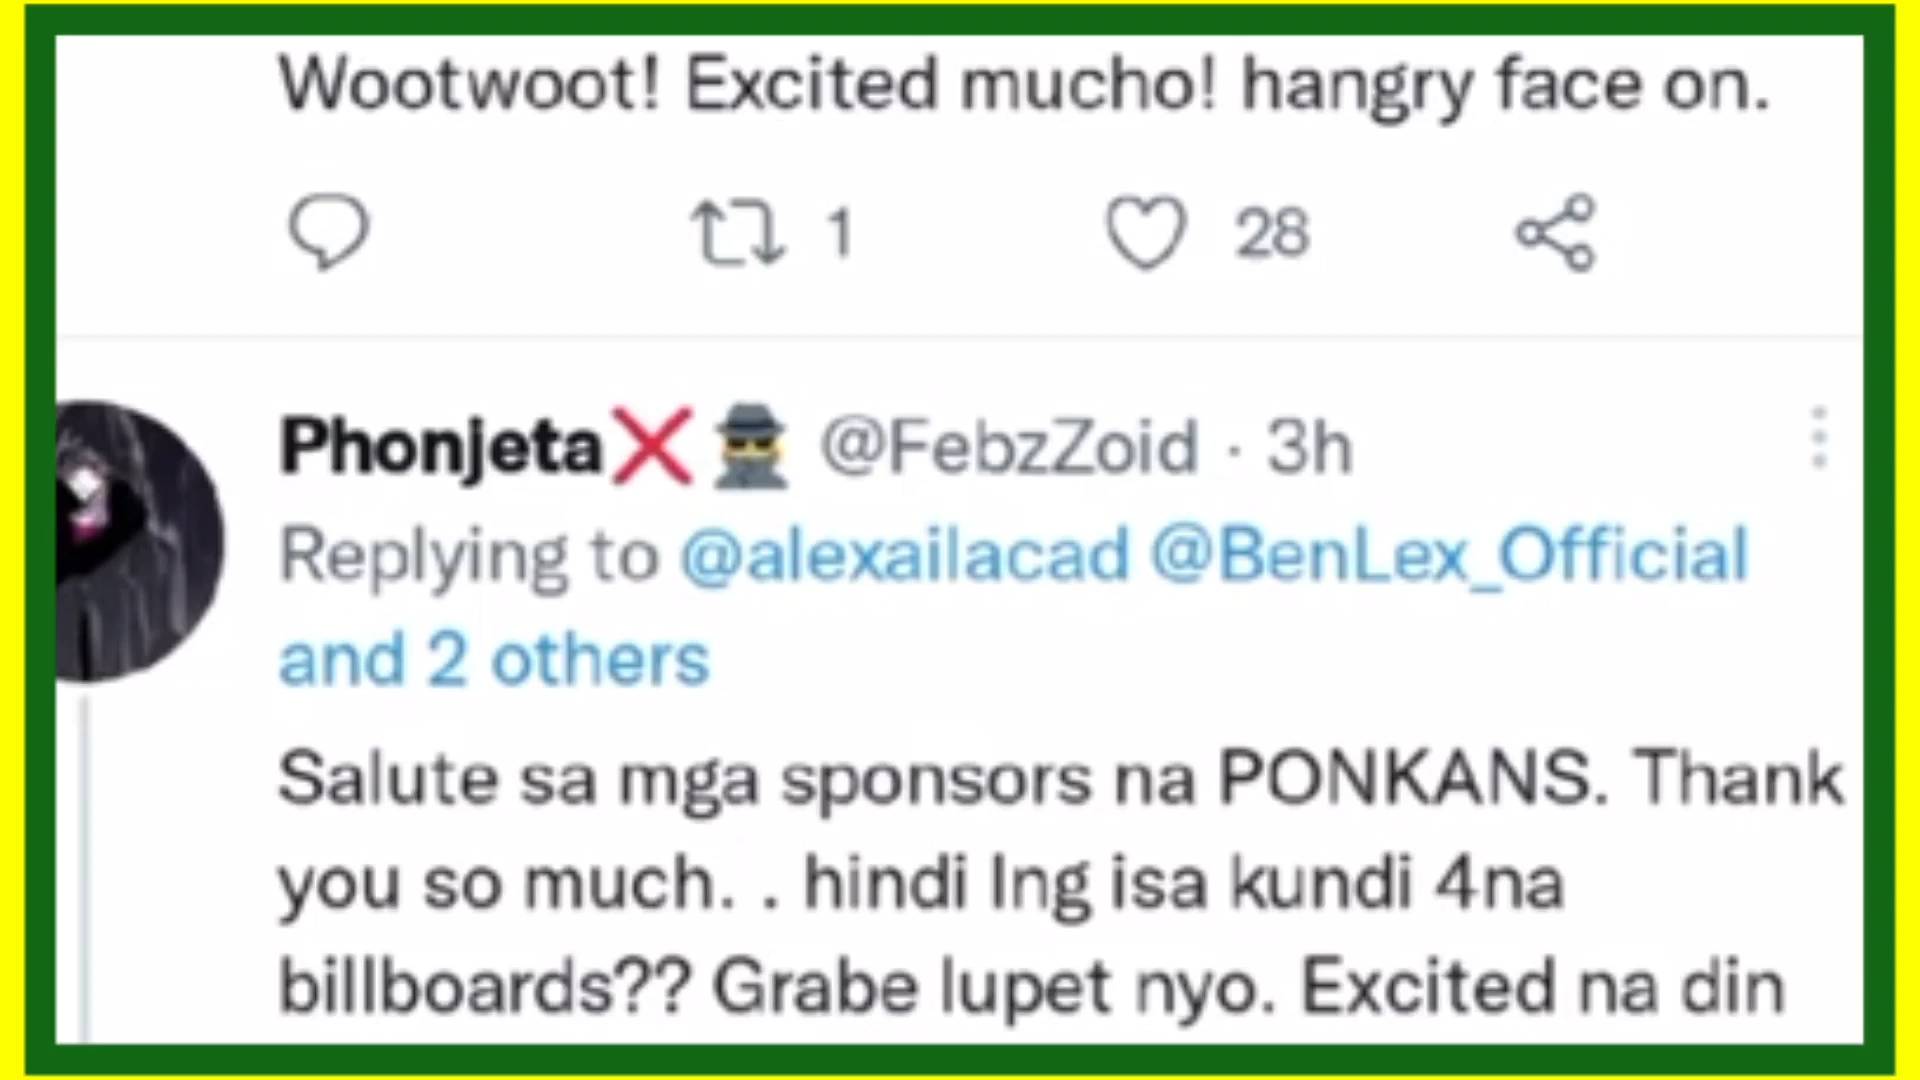 Wootwoot! Excited mucho! hangry face on.
1 28
Phonjeta❌🕵 @FebzZoid · 3h
Replying to @alexailacad @BenLex_Official
and 2 others
Salute sa mga sponsors na PONKANS. Thank
you so much. . hindi lng isa kundi 4na
billboards?? Grabe lupet nyo. Excited na din